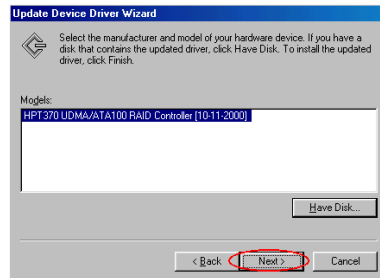 Update Device Driver Wizard
Select the manufacturer and model of your hardware device. If you have a
disk that contains the updated driver, click Have Disk. To install the updated
driver, click Finish.
Models:
HPT370 UDMA/ATA100 RAID Controller [10-11-2000]
Have Disk...
< Back
Next >
Cancel